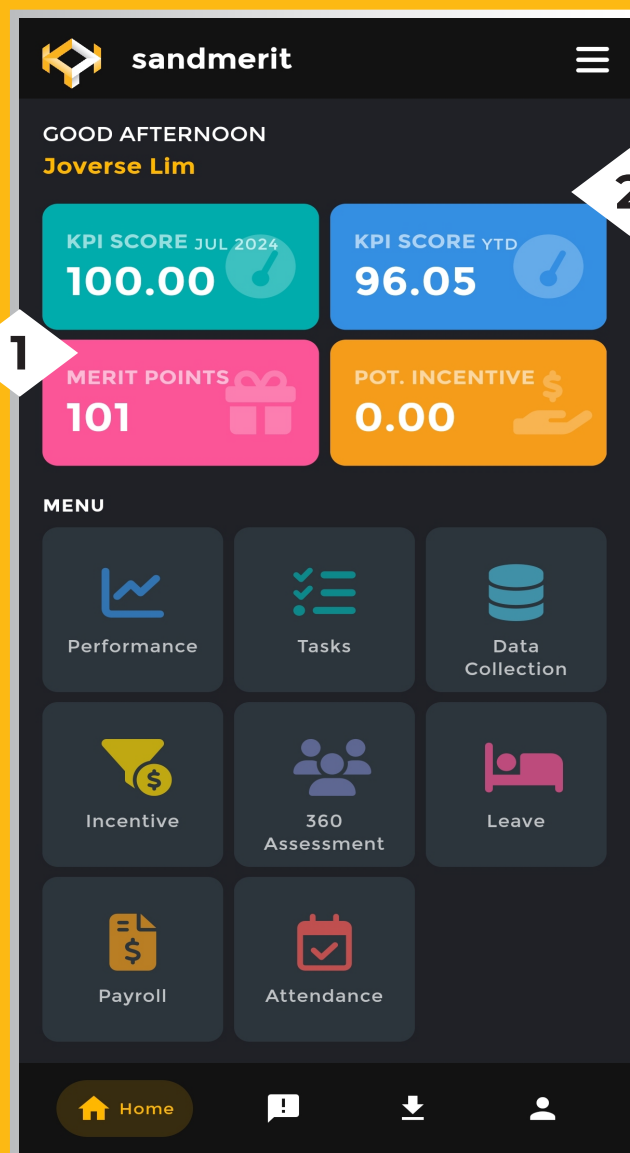 sandmerit
GOOD AFTERNOON
Joverse Lim
KPI SCORE JUL 2024
100.00
KPI SCORE YTD
96.05
2
1
MERIT POINTS
101
POT. INCENTIVE
0.00
MENU
Performance
Tasks
Data
Collection
Incentive
360
Assessment
Leave
Payroll
Attendance
Home